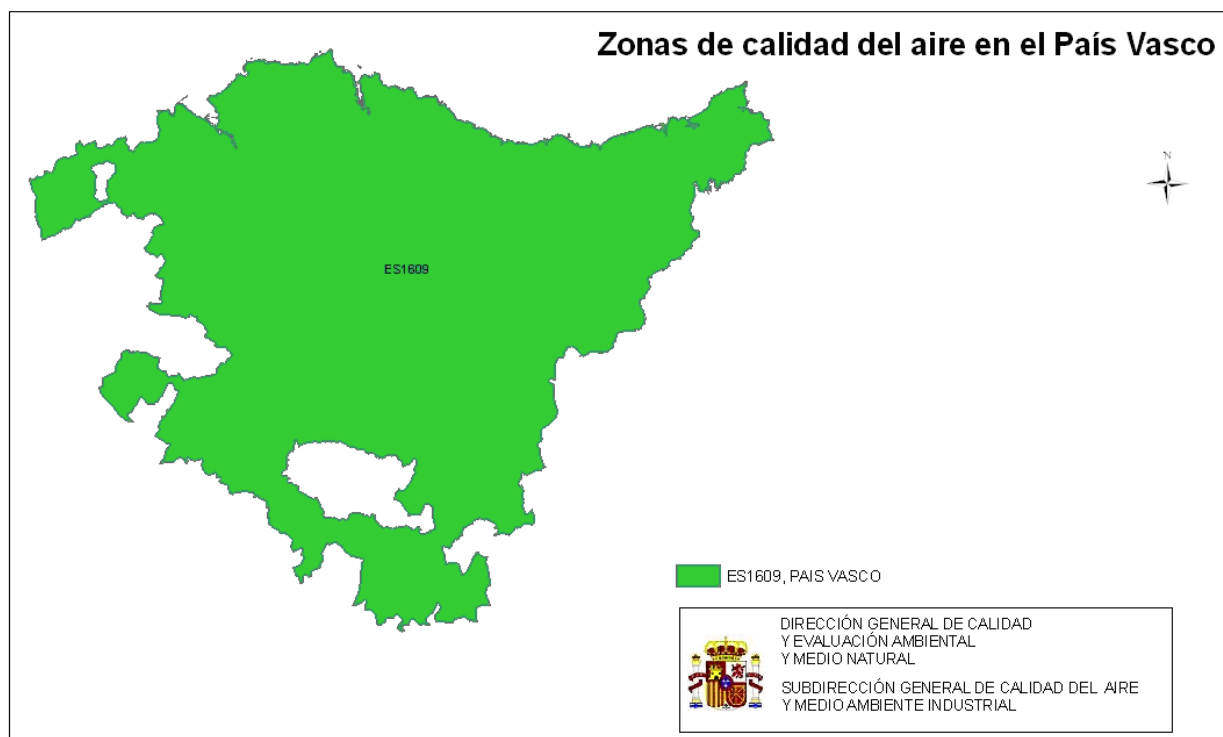 Zonas de calidad del aire en el País Vasco
N
ES1609
ES1609, PAIS VASCO
DIRECCIÓN GENERAL DE CALIDAD
Y EVALUACIÓN AMBIENTAL
Y MEDIO NATURAL
SUBDIRECCIÓN GENERAL DE CALIDAD DEL AIRE
Y MEDIO AMBIENTE INDUSTRIAL